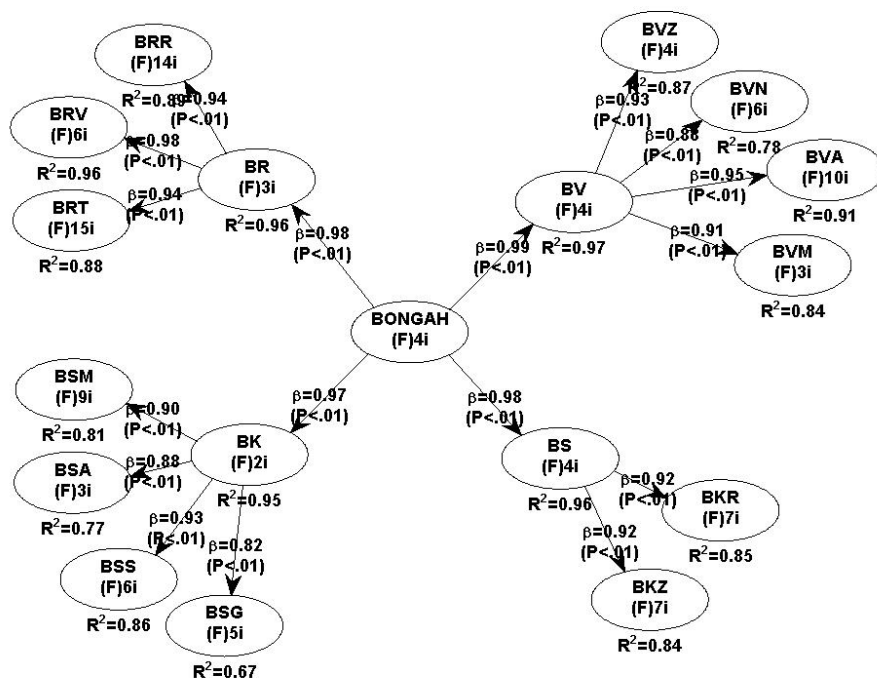 BRR
(F)14i
R²=0.89
β=0.94
(P<.01)
BRV
(F)6i
R²=0.96
β=0.98
(P<.01)
BRT
(F)15i
R²=0.88
β=0.94
(P<.01)
BR
(F)3i
R²=0.96
β=0.98
(P<.01)
BVZ
(F)4i
R²=0.87
β=0.93
(P<.01)
BVN
(F)6i
R²=0.78
β=0.88
(P<.01)
BVA
(F)10i
R²=0.91
β=0.95
(P<.01)
BV
(F)4i
R²=0.97
β=0.99
(P<.01)
β=0.91
(P<.01)
BVM
(F)3i
R²=0.84
BONGAH
(F)4i
BSM
(F)9i
R²=0.81
β=0.90
(P<.01)
BK
(F)2i
R²=0.95
β=0.97
(P<.01)
BSA
(F)3i
R²=0.77
β=0.88
(P<.01)
BSS
(F)6i
R²=0.86
β=0.93
(P<.01)
BSG
(F)5i
R²=0.67
β=0.82
(P<.01)
β=0.98
(P<.01)
BS
(F)4i
R²=0.96
β=0.92
(P<.01)
BKR
(F)7i
R²=0.85
β=0.92
(P<.01)
BKZ
(F)7i
R²=0.84